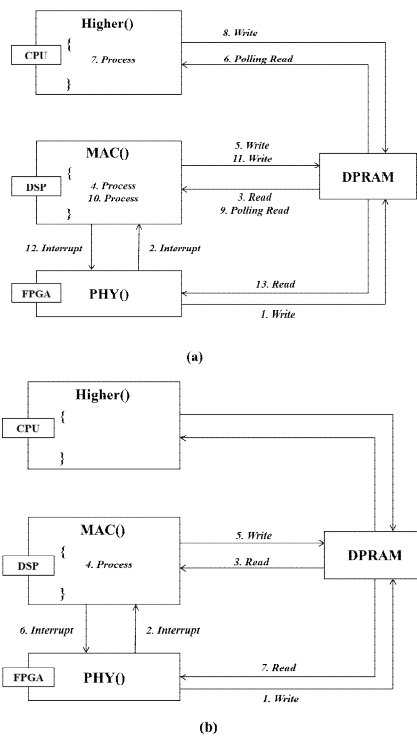 Higher()
{
CPU
7. Process
}
8. Write
6. Polling Read
MAC()
{
DSP
4. Process
10. Process
}
5. Write
11. Write
3. Read
9. Polling Read
DPRAM
12. Interrupt
2. Interrupt
FPGA
PHY()
13. Read
1. Write
(a)
Higher()
{
CPU
}
MAC()
{
DSP
4. Process
}
5. Write
3. Read
DPRAM
6. Interrupt
2. Interrupt
FPGA
PHY()
7. Read
1. Write
(b)